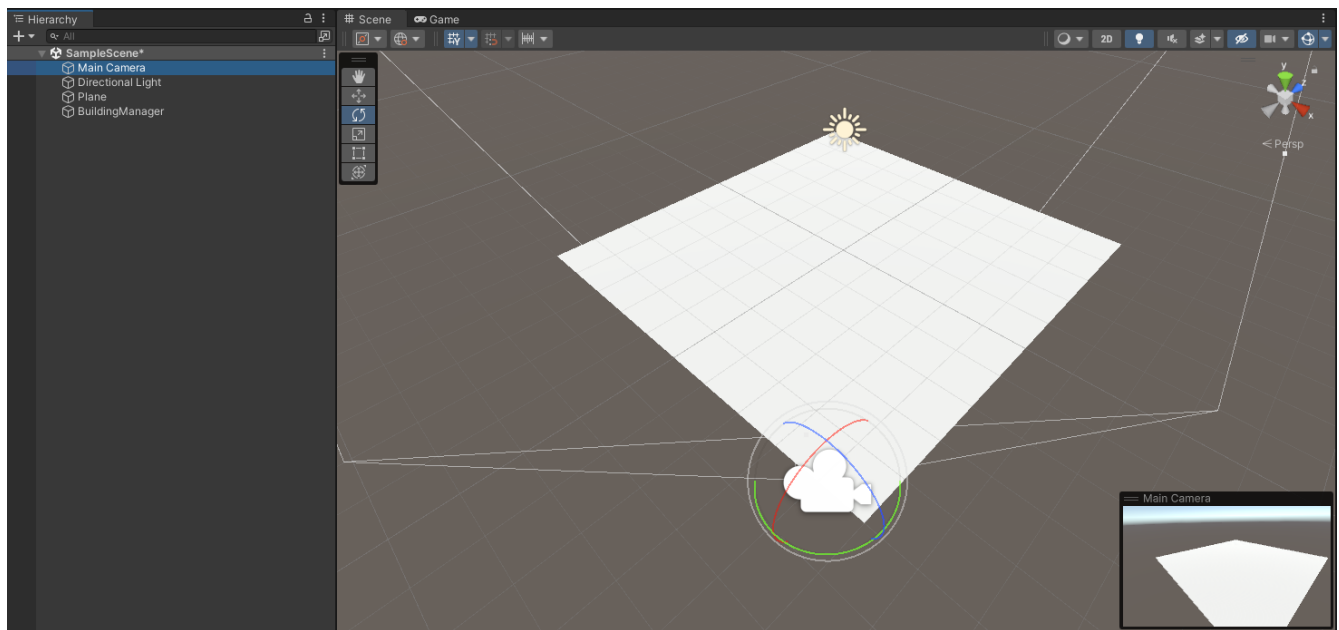 Hierarchy
All
SampleScene*
Main Camera
Directional Light
Plane
BuildingManager
Scene Game
2D
y
z
x
Persp
Main Camera